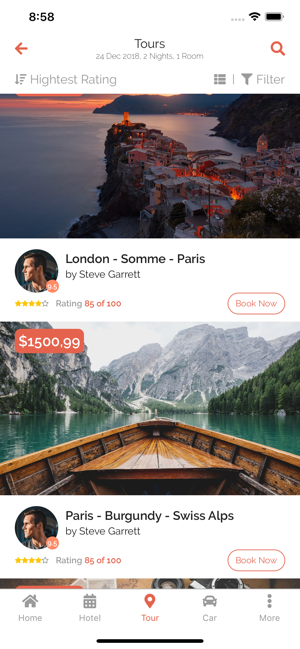 8:58
Tours
24 Dec 2018, 2 Nights, 1 Room
Hightest Rating
Filter
London - Somme - Paris
by Steve Garrett
9.5
Rating 85 of 100
Book Now
$1500,99
Paris - Burgundy - Swiss Alps
by Steve Garrett
9.5
Rating 85 of 100
Book Now
Home Hotel Tour Car More